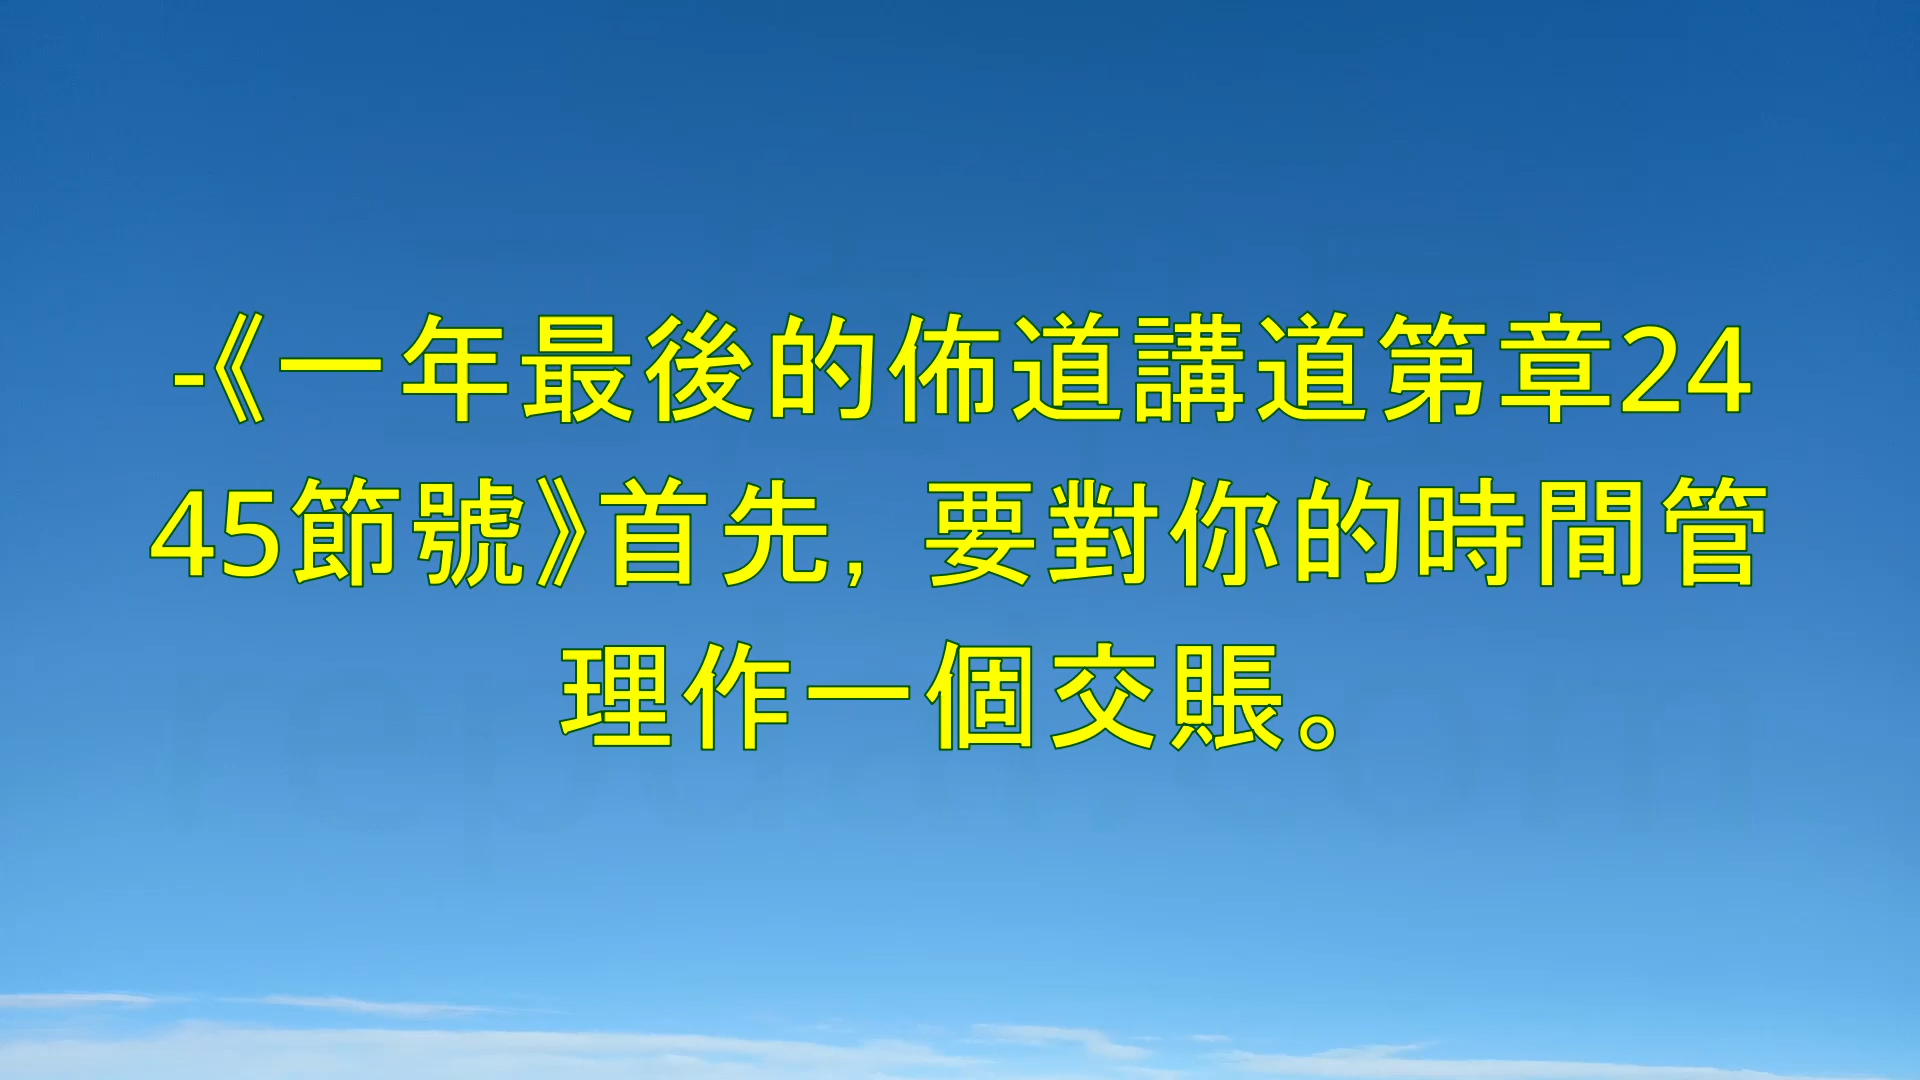 -《一年最後的佈道講道第章24
45節號》首先，要對你的時間管
理作一個交賬。